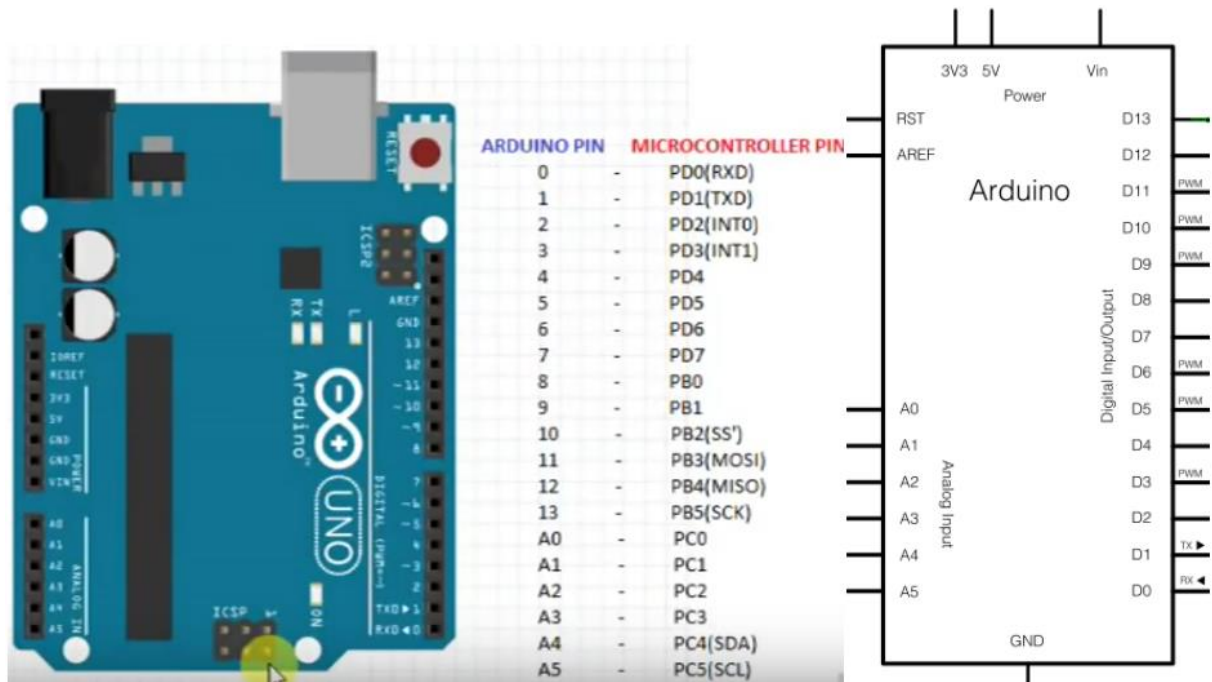 RESET
ICSP2
AREF
GND
13
12
~11
~10
~9
8
7
~6
~5
4
~3
2
TXD▶1
RXD◀0
DIGITAL (PWM=~)
RX
TX
L
Arduino™
UNO
ON
ICSP
1
IOREF
RESET
3V3
5V
GND
GND
VIN
POWER
A0
A1
A2
A3
A4
A5
ANALOG IN
ARDUINO PIN MICROCONTROLLER PIN
0 - PD0(RXD)
1 - PD1(TXD)
2 - PD2(INT0)
3 - PD3(INT1)
4 - PD4
5 - PD5
6 - PD6
7 - PD7
8 - PB0
9 - PB1
10 - PB2(SS')
11 - PB3(MOSI)
12 - PB4(MISO)
13 - PB5(SCK)
A0 - PC0
A1 - PC1
A2 - PC2
A3 - PC3
A4 - PC4(SDA)
A5 - PC5(SCL)
3V3 5V Vin
Power
RST
AREF
Arduino
A0
A1
A2
A3
A4
A5
Analog Input
D13
D12
D11 PWM
D10 PWM
D9 PWM
D8
D7
D6 PWM
D5 PWM
D4
D3 PWM
D2
D1 TX▶
D0 RX◀
Digital Input/Output
GND